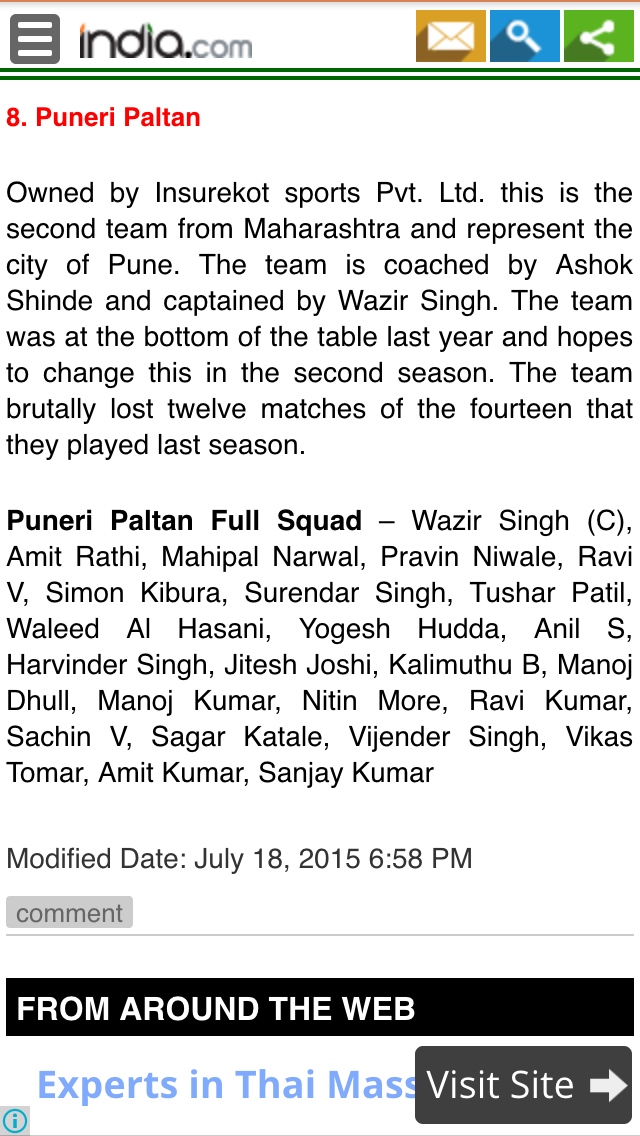 india.com
8. Puneri Paltan
Owned by Insurekot sports Pvt. Ltd. this is the
second team from Maharashtra and represent the
city of Pune. The team is coached by Ashok
Shinde and captained by Wazir Singh. The team
was at the bottom of the table last year and hopes
to change this in the second season. The team
brutally lost twelve matches of the fourteen that
they played last season.
Puneri Paltan Full Squad – Wazir Singh (C),
Amit Rathi, Mahipal Narwal, Pravin Niwale, Ravi
V, Simon Kibura, Surendar Singh, Tushar Patil,
Waleed Al Hasani, Yogesh Hudda, Anil S,
Harvinder Singh, Jitesh Joshi, Kalimuthu B, Manoj
Dhull, Manoj Kumar, Nitin More, Ravi Kumar,
Sachin V, Sagar Katale, Vijender Singh, Vikas
Tomar, Amit Kumar, Sanjay Kumar
Modified Date: July 18, 2015 6:58 PM
comment
FROM AROUND THE WEB
Experts in Thai Mass Visit Site